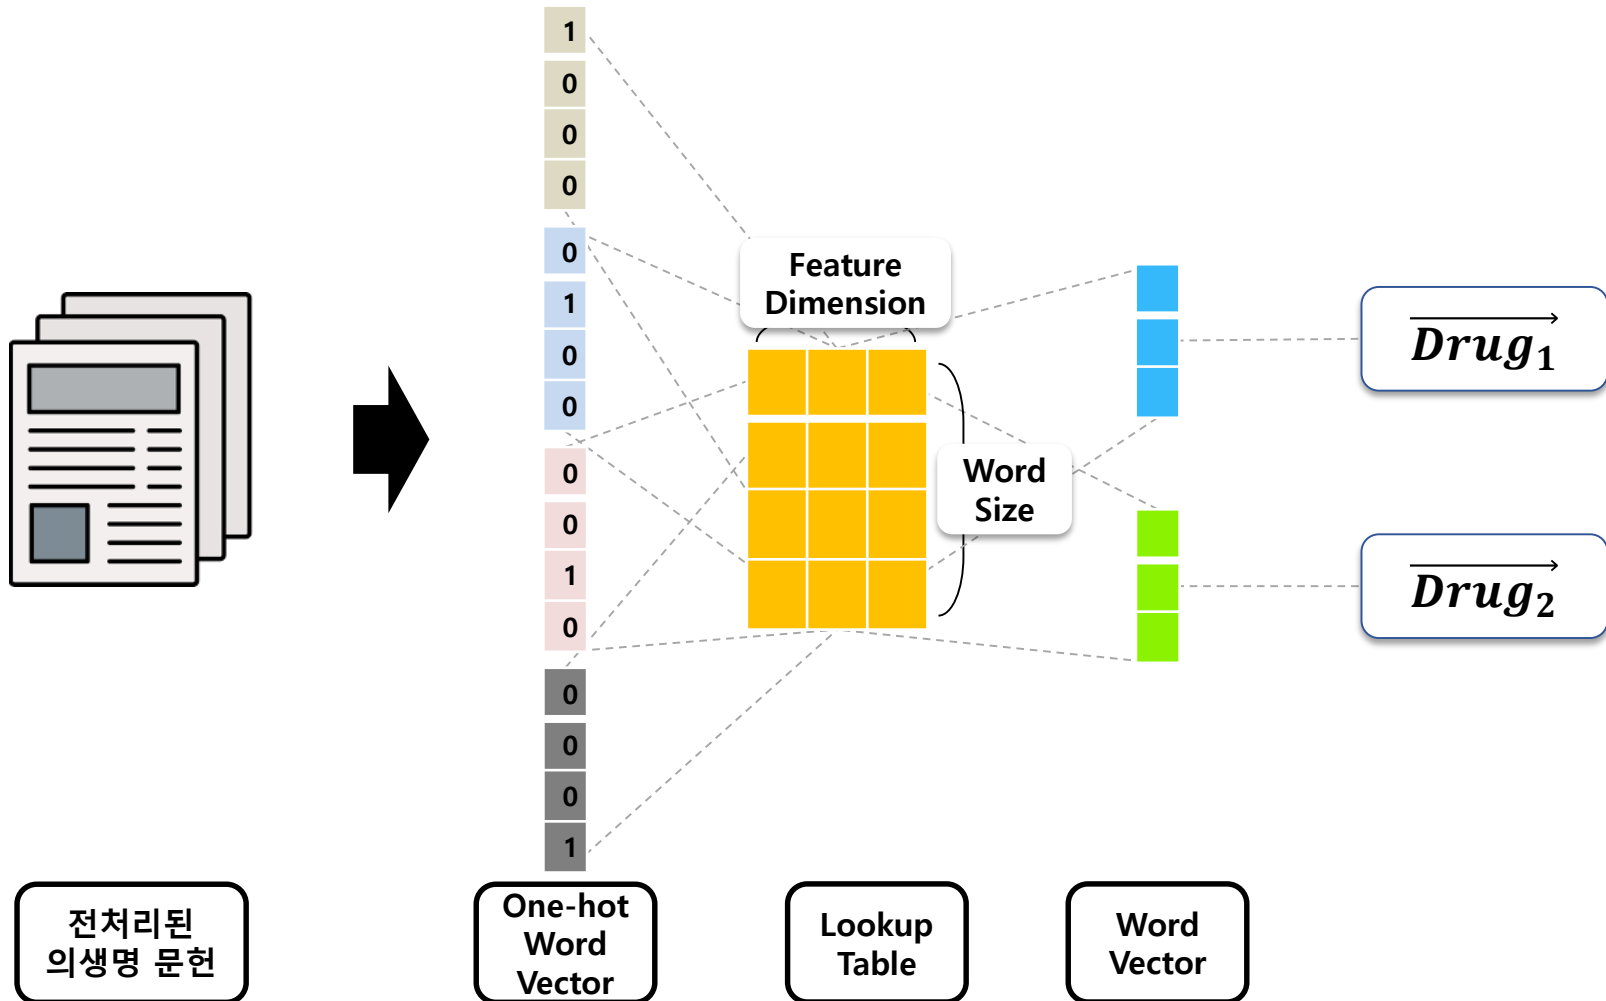 1
0
0
0
0
1
0
0
0
0
1
0
0
0
0
1
Feature
Dimension
Word
Size
Drug₁
Drug₂
전처리된
의생명 문헌
One-hot
Word
Vector
Lookup
Table
Word
Vector